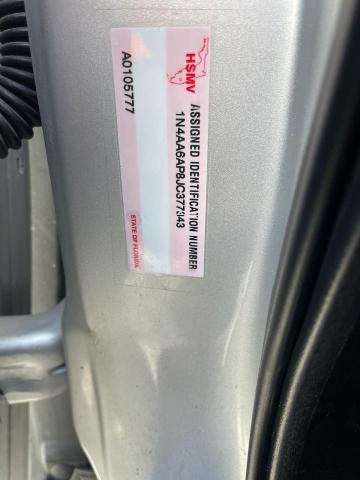 HSMV
ASSIGNED IDENTIFICATION NUMBER
1N4AA6AP8JC377343
A0105777
STATE OF FLORIDA